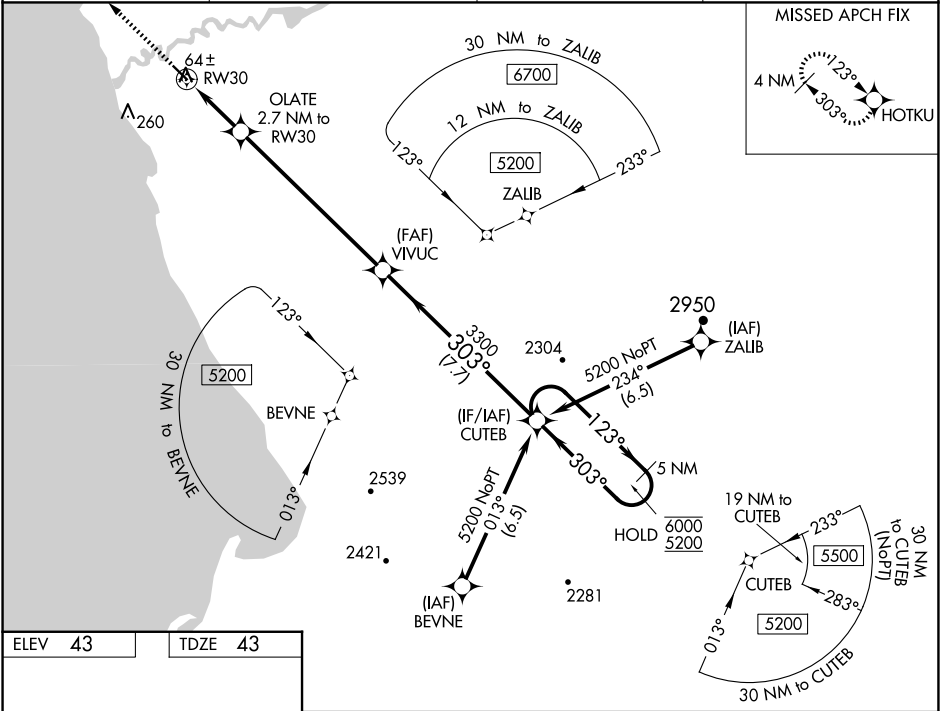 MISSED APCH FIX
4 NM
123°
303°
HOTKU
64±
RW30
260
OLATE
2.7 NM to
RW30
30 NM to ZALIB
6700
12 NM to ZALIB
5200
123°
233°
ZALIB
(FAF)
VIVUC
3300
303°
(7.7)
123°
5200
30 NM to BEVNE
BEVNE
013°
2304
2950
(IAF)
ZALIB
5200 NoPT
234°
(6.5)
(IF/IAF)
CUTEB
123°
303°
5 NM
HOLD
6000
5200
2539
2421
5200 NoPT
013°
(6.5)
(IAF)
BEVNE
2281
19 NM to
CUTEB
233°
30 NM
to CUTEB
(NoPT)
5500
CUTEB
283°
5200
013°
30 NM to CUTEB
ELEV 43
TDZE 43